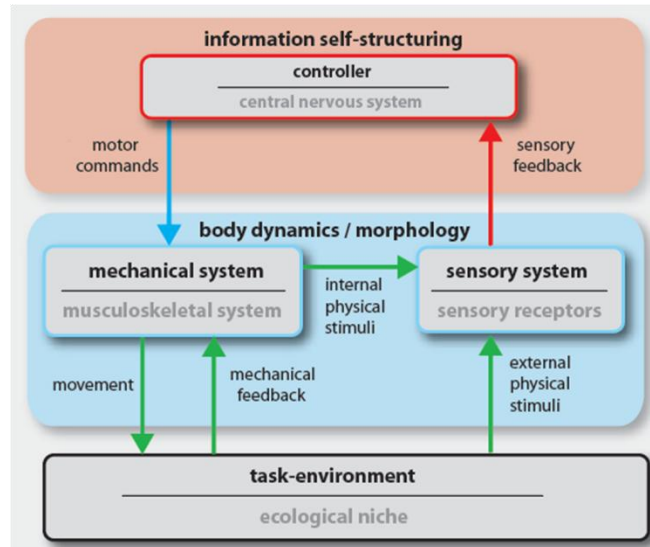 information self-structuring
controller
central nervous system
motor
commands
sensory
feedback
body dynamics / morphology
mechanical system
musculoskeletal system
sensory system
sensory receptors
internal
physical
stimuli
movement
mechanical
feedback
external
physical
stimuli
task-environment
ecological niche